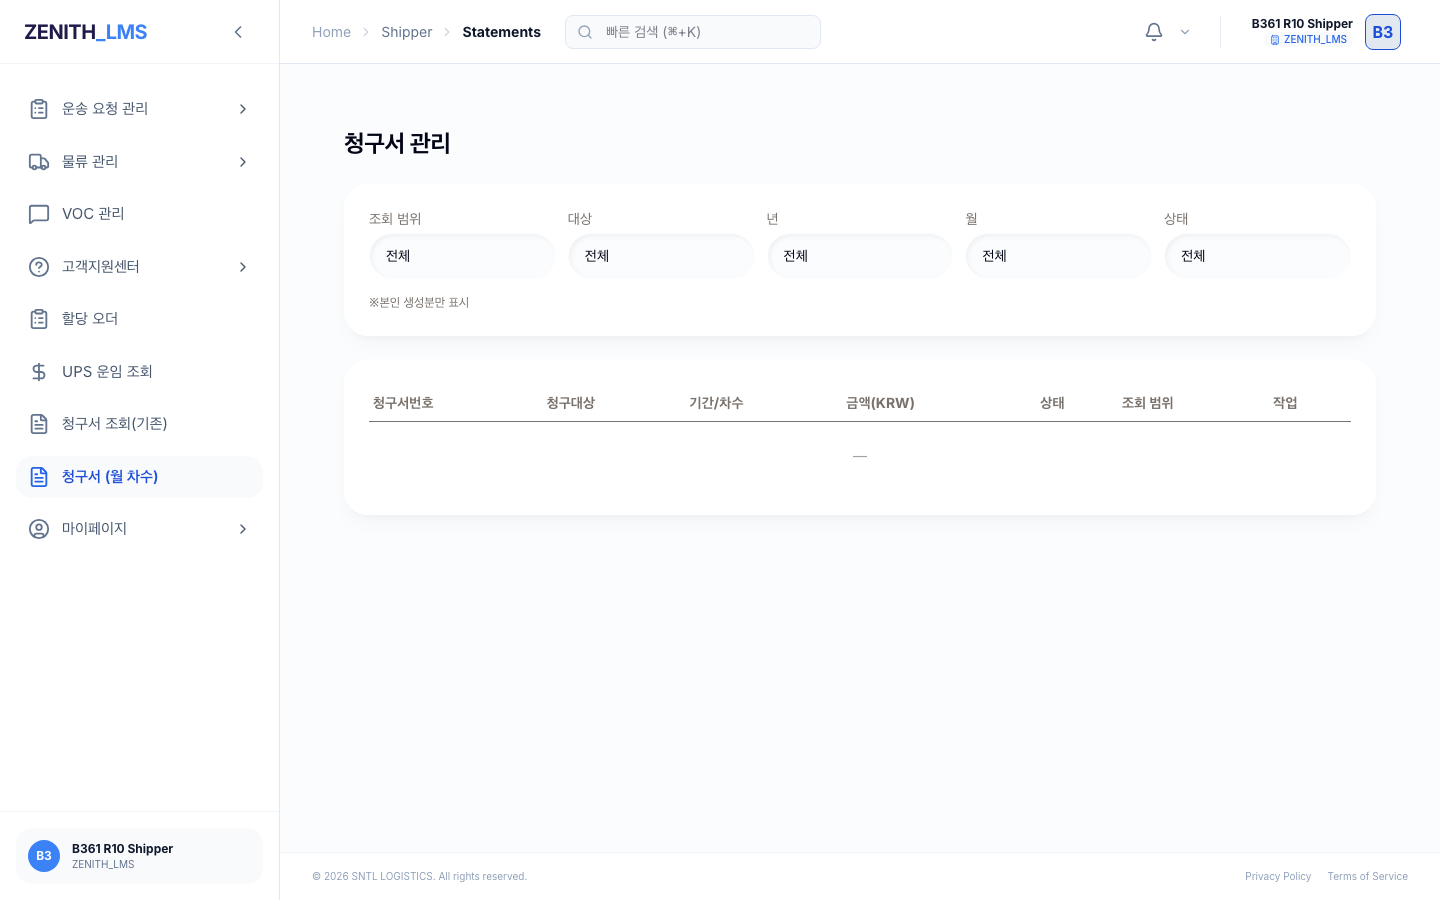 ZENITH_LMS
Home > Shipper > Statements
빠른 검색 (⌘+K)
B361 R10 Shipper
ZENITH_LMS
B3
운송 요청 관리
물류 관리
VOC 관리
고객지원센터
할당 오더
UPS 운임 조회
청구서 조회(기존)
청구서 (월 차수)
마이페이지
B3
B361 R10 Shipper
ZENITH_LMS
청구서 관리
조회 범위 대상 년 월 상태
전체 전체 전체 전체 전체
※본인 생성분만 표시
청구서번호 청구대상 기간/차수 금액(KRW) 상태 조회 범위 작업
—
© 2026 SNTL LOGISTICS. All rights reserved.
Privacy Policy Terms of Service